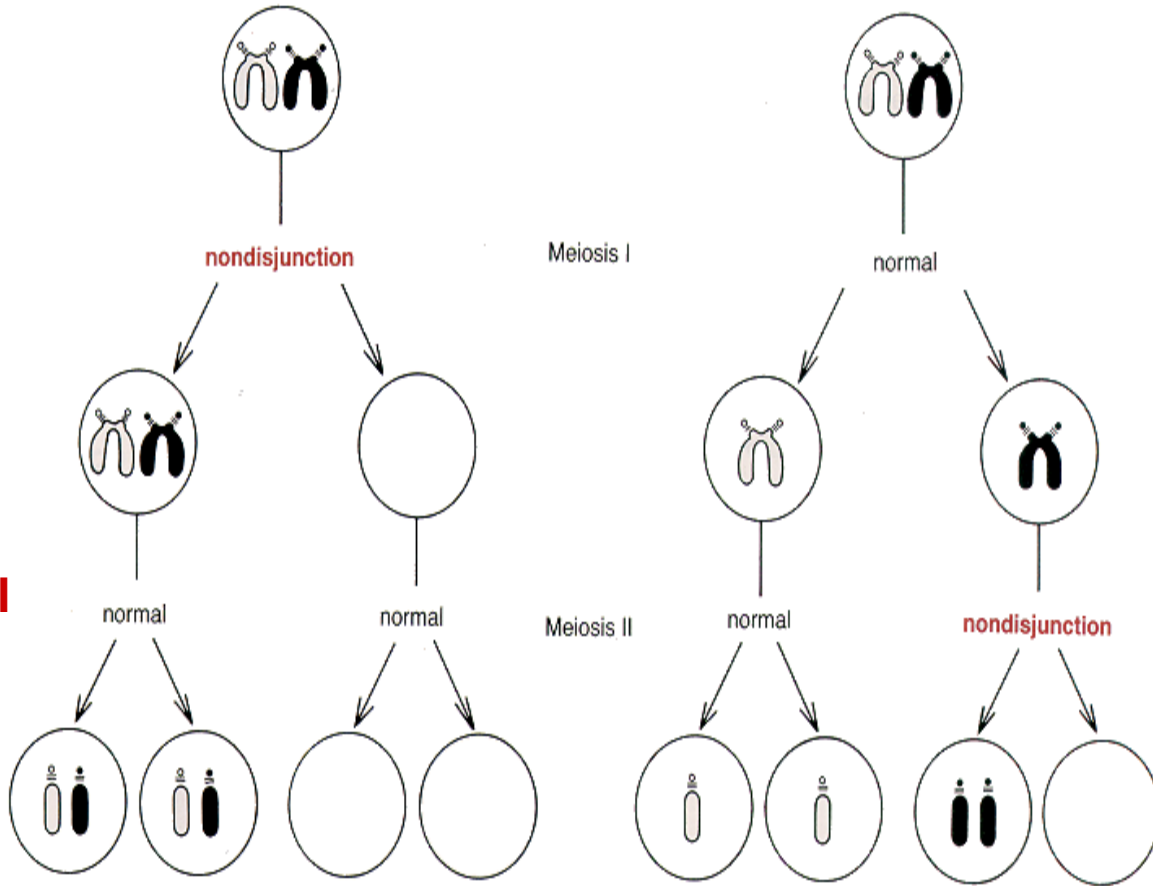 nondisjunction
Meiosis I
normal
normal
normal
Meiosis II
normal
nondisjunction